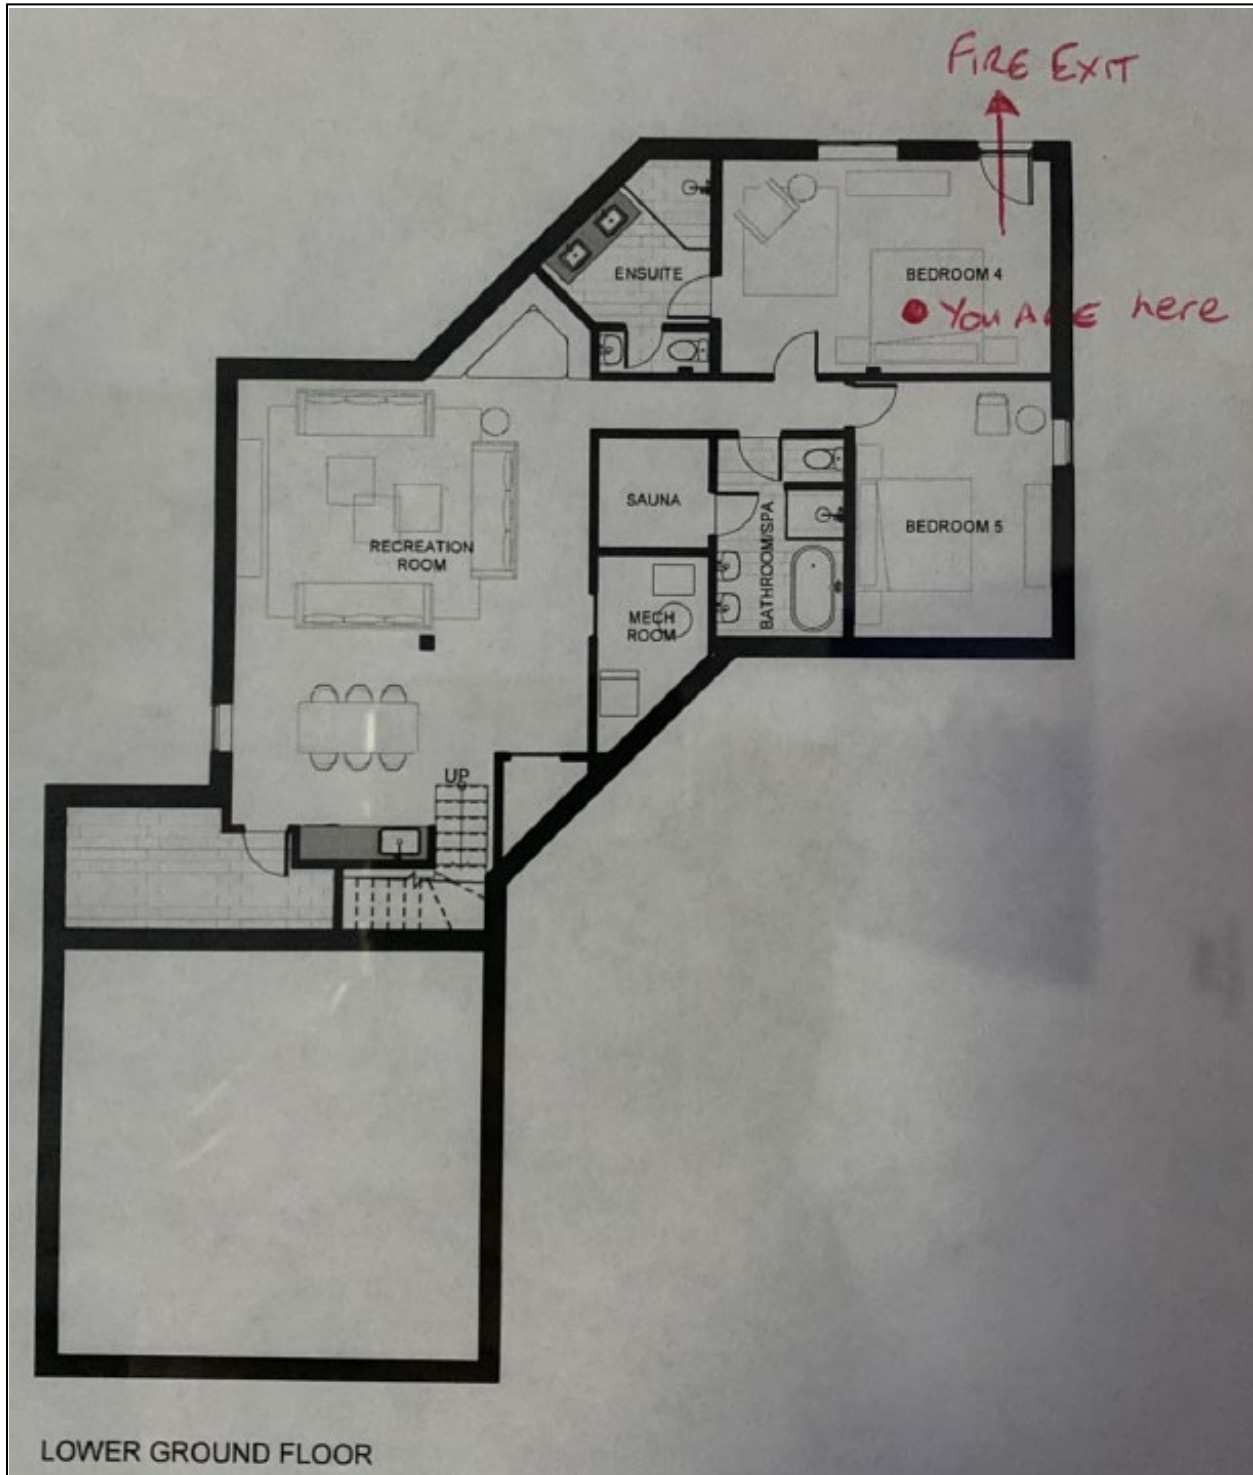 FIRE EXIT
ENSUITE
BEDROOM 4
You ARE here
SAUNA
BATHROOM/SPA
BEDROOM 5
RECREATION
ROOM
MECH
ROOM
UP
LOWER GROUND FLOOR